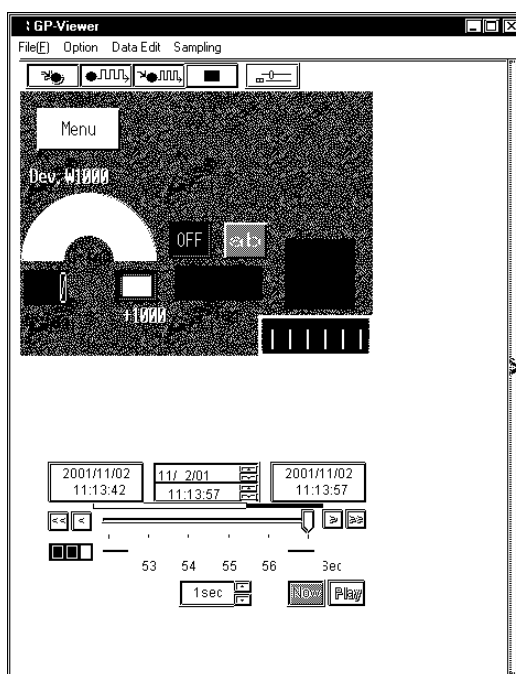 GP-Viewer
File(F) Option Data Edit Sampling
Menu
Dev, W1000
OFF ab
0
+1000
2001/11/02 11/ 2/01 2001/11/02
11:13:42 11:13:57 11:13:57
<< < > >>
53 54 55 56 Sec
1sec Now Play